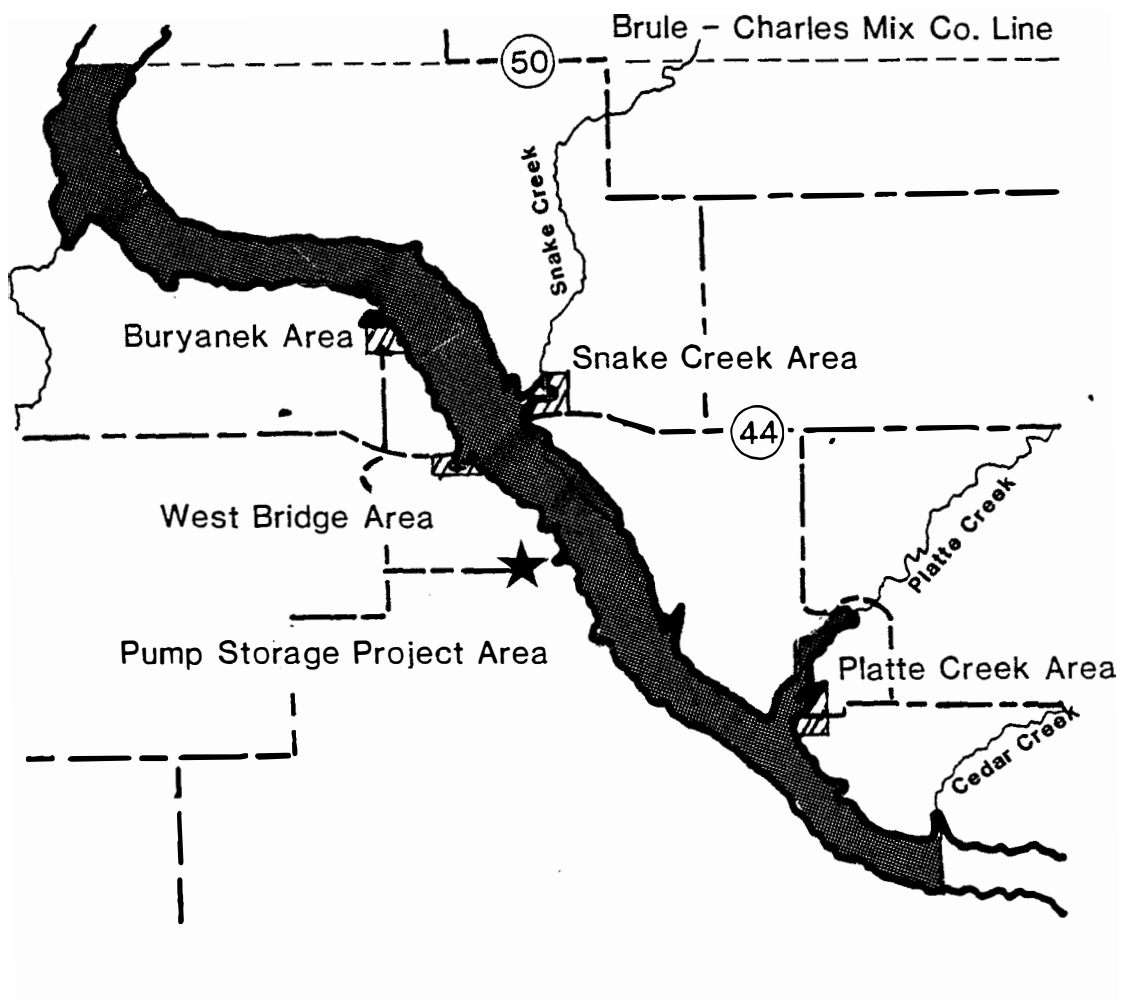 Brule - Charles Mix Co. Line
50
Snake Creek
Buryanek Area
Snake Creek Area
44
West Bridge Area
Platte Creek
Pump Storage Project Area
Platte Creek Area
Cedar Creek